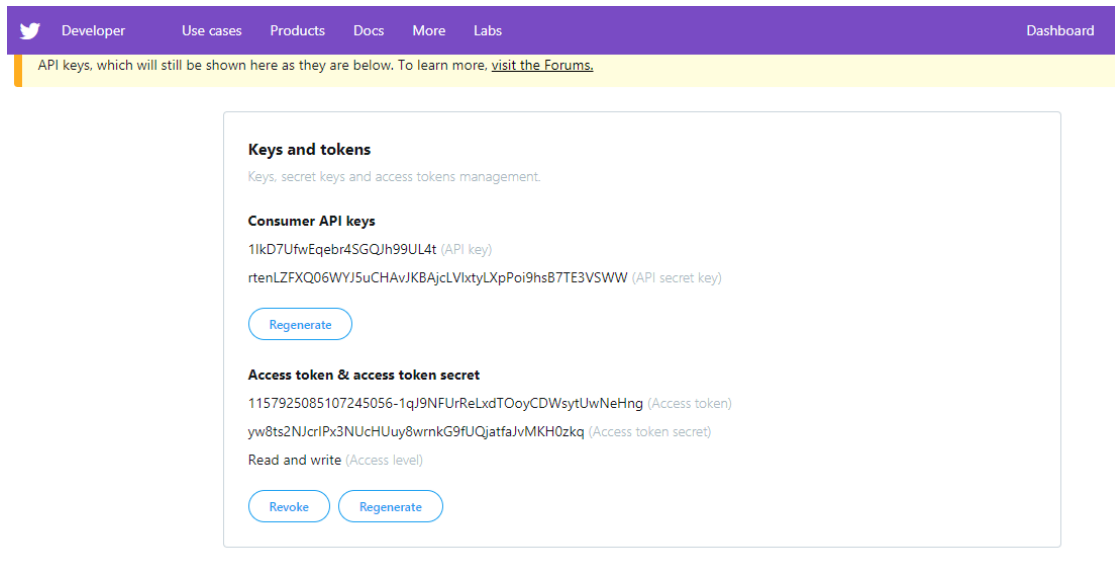 Developer Use cases Products Docs More Labs Dashboard
API keys, which will still be shown here as they are below. To learn more, visit the Forums.
Keys and tokens
Keys, secret keys and access tokens management.
Consumer API keys
(API key)
(API secret key)
Regenerate
Access token & access token secret
1157925085107245056-1qJ9NFUrReLxdTOoyCDWsytUwNeHng (Access token)
(Access token secret)
Read and write (Access level)
Revoke Regenerate